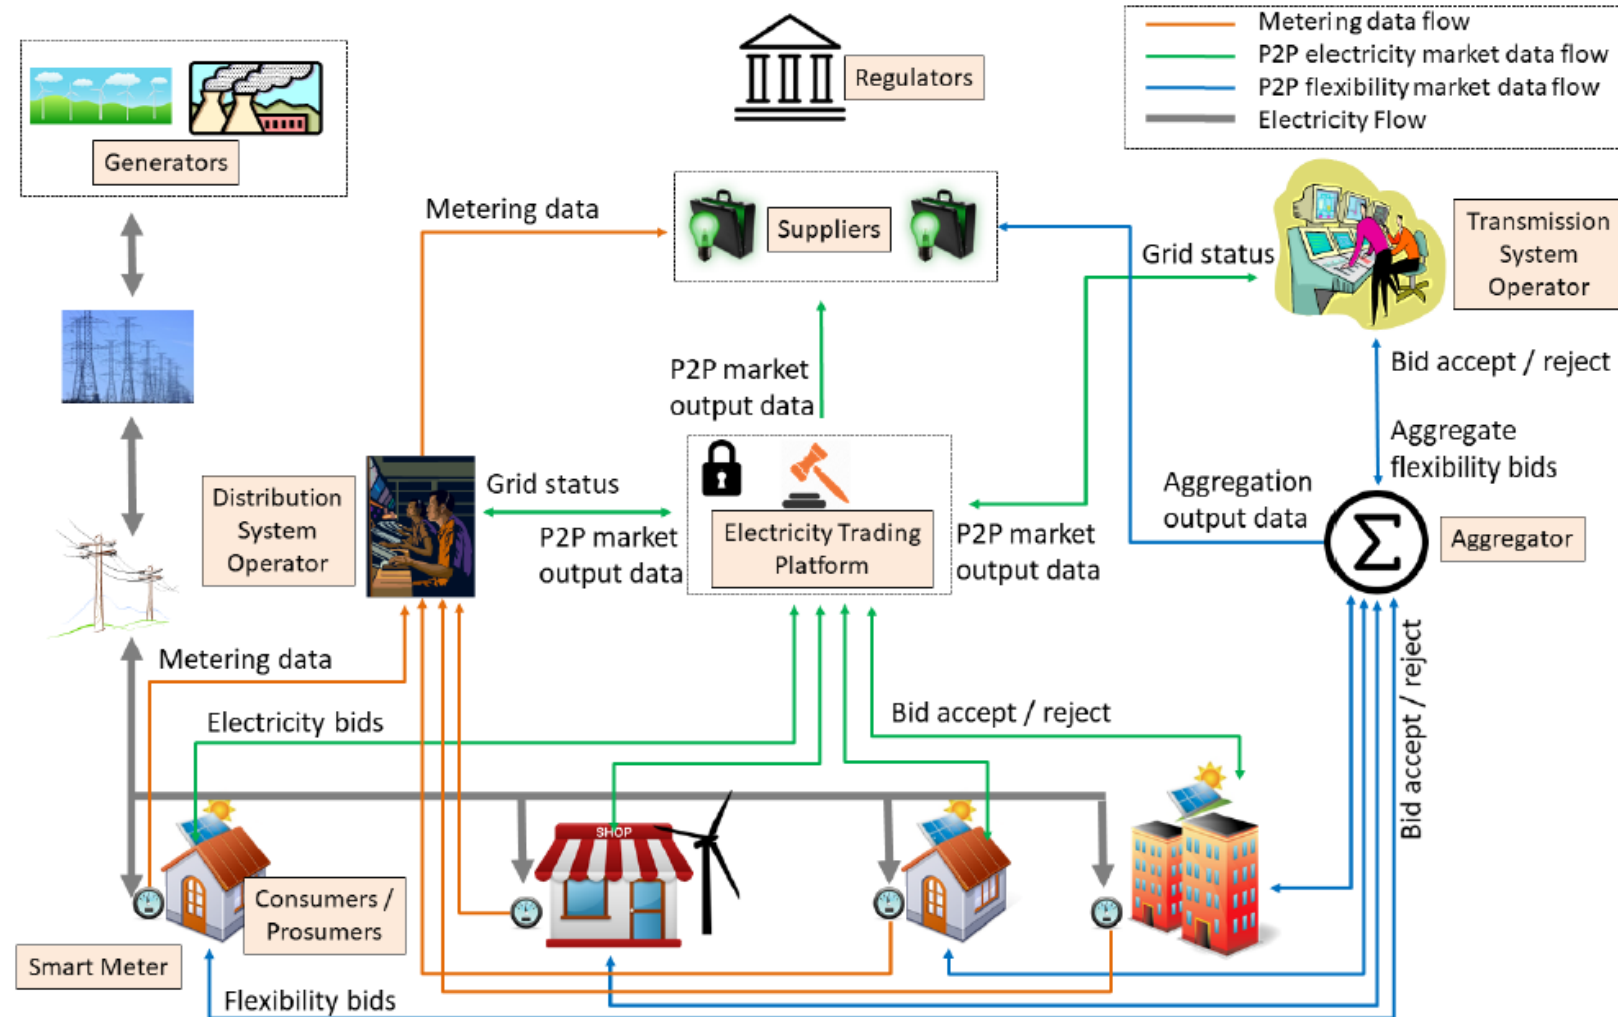 Metering data flow
P2P electricity market data flow
P2P flexibility market data flow
Electricity Flow
Regulators
Generators
Suppliers
Metering data
Transmission
System
Operator
Grid status
P2P market
output data
Bid accept / reject
Aggregate
flexibility bids
Aggregation
output data
Distribution
System
Operator
Grid status
P2P market
output data
Electricity Trading
Platform
P2P market
output data
Σ
Aggregator
Metering data
Electricity bids
Bid accept / reject
Bid accept / reject
SHOP
Consumers /
Prosumers
Smart Meter
Flexibility bids